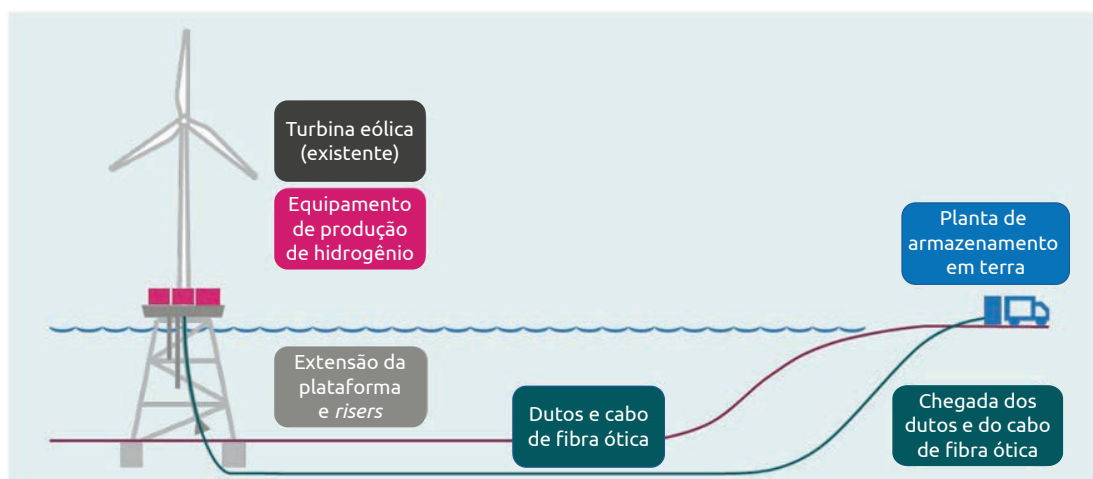 Turbina eólica
(existente)
Equipamento
de produção
de hidrogênio
Planta de
armazenamento
em terra
Extensão da
plataforma
e risers
Dutos e cabo
de fibra ótica
Chegada dos
dutos e do cabo
de fibra ótica